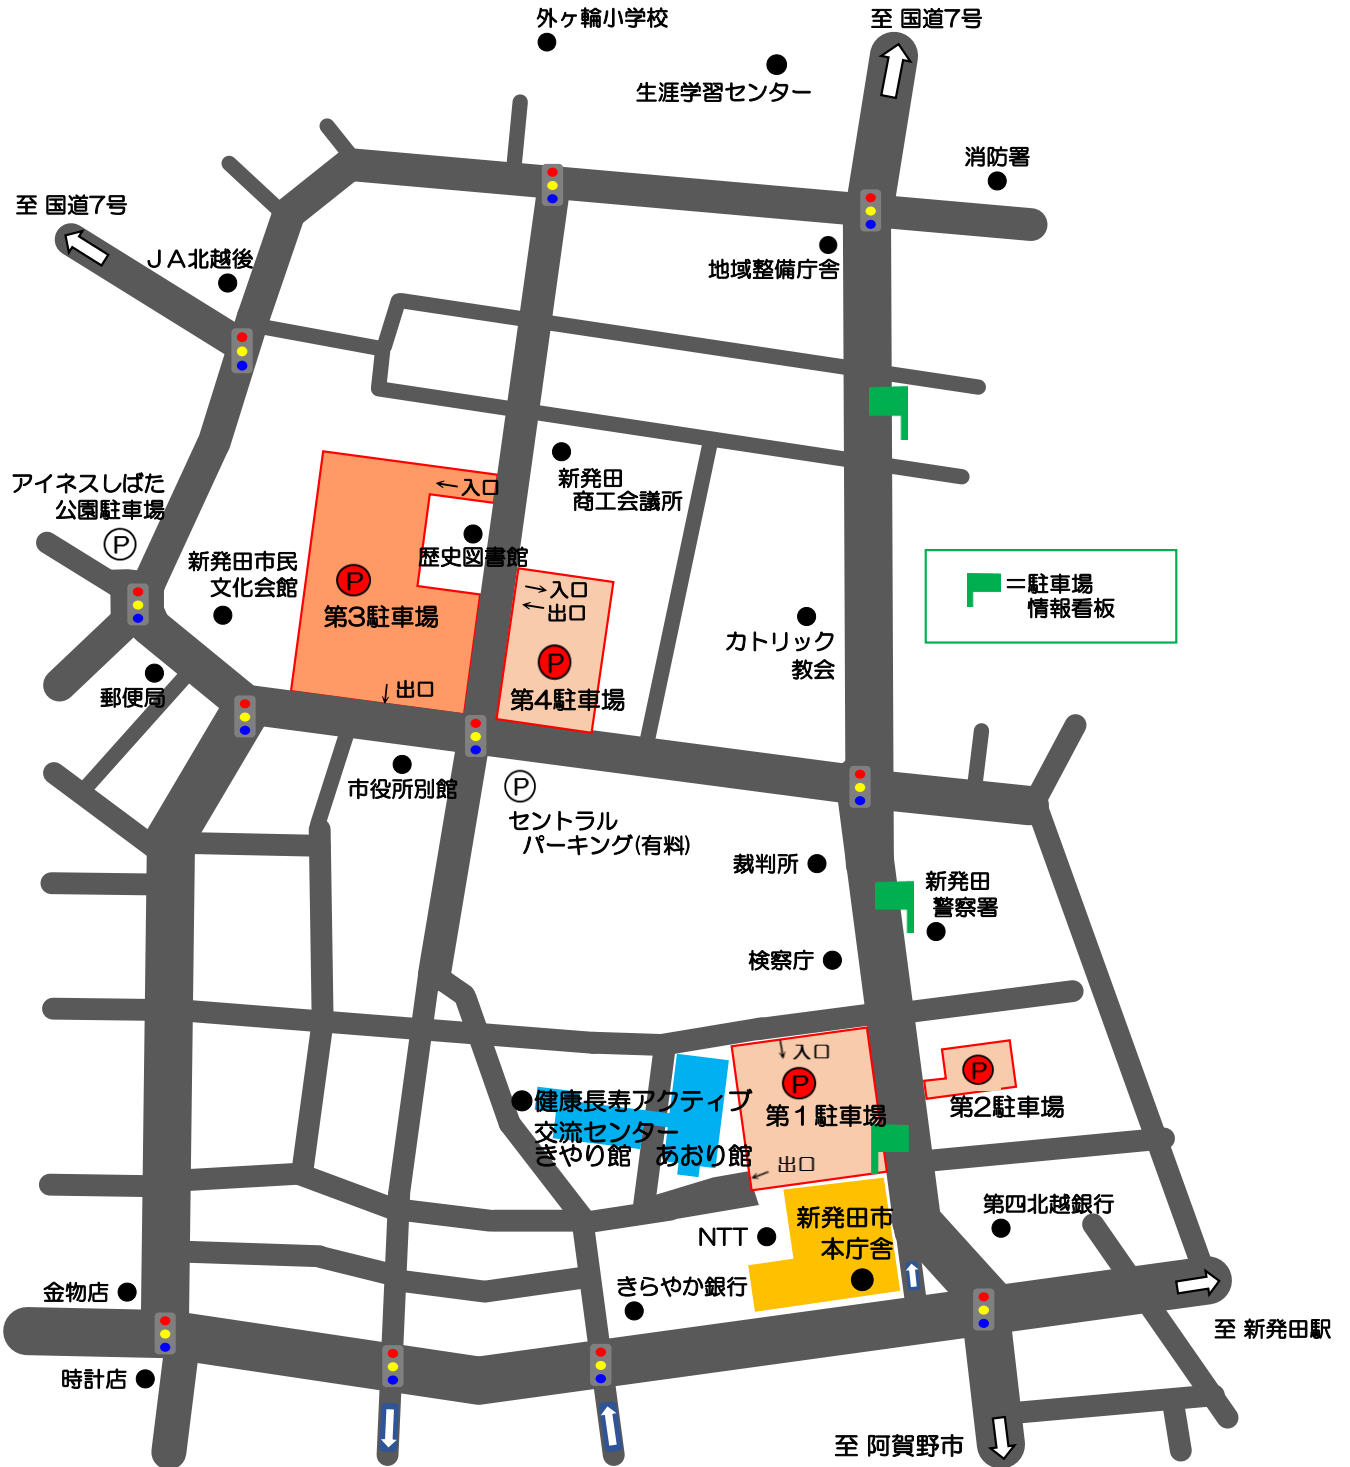 外ヶ輪小学校
至 国道7号
生涯学習センター
消防署
至 国道7号
ＪＡ北越後
地域整備庁舎
アイネスしばた
公園駐車場
P
新発田
商工会議所
←入口
歴史図書館
新発田市民
文化会館
P
第3駐車場
→入口
←出口
P
第4駐車場
＝駐車場
情報看板
カトリック
教会
郵便局
↓出口
市役所別館
P
セントラル
パーキング(有料)
裁判所
新発田
警察署
検察庁
↓入口
P
第１駐車場
P
第2駐車場
健康長寿アクティブ
交流センター
きやり館　あおり館
←出口
新発田市
本庁舎
NTT
第四北越銀行
きらやか銀行
金物店
至 新発田駅
時計店
至 阿賀野市